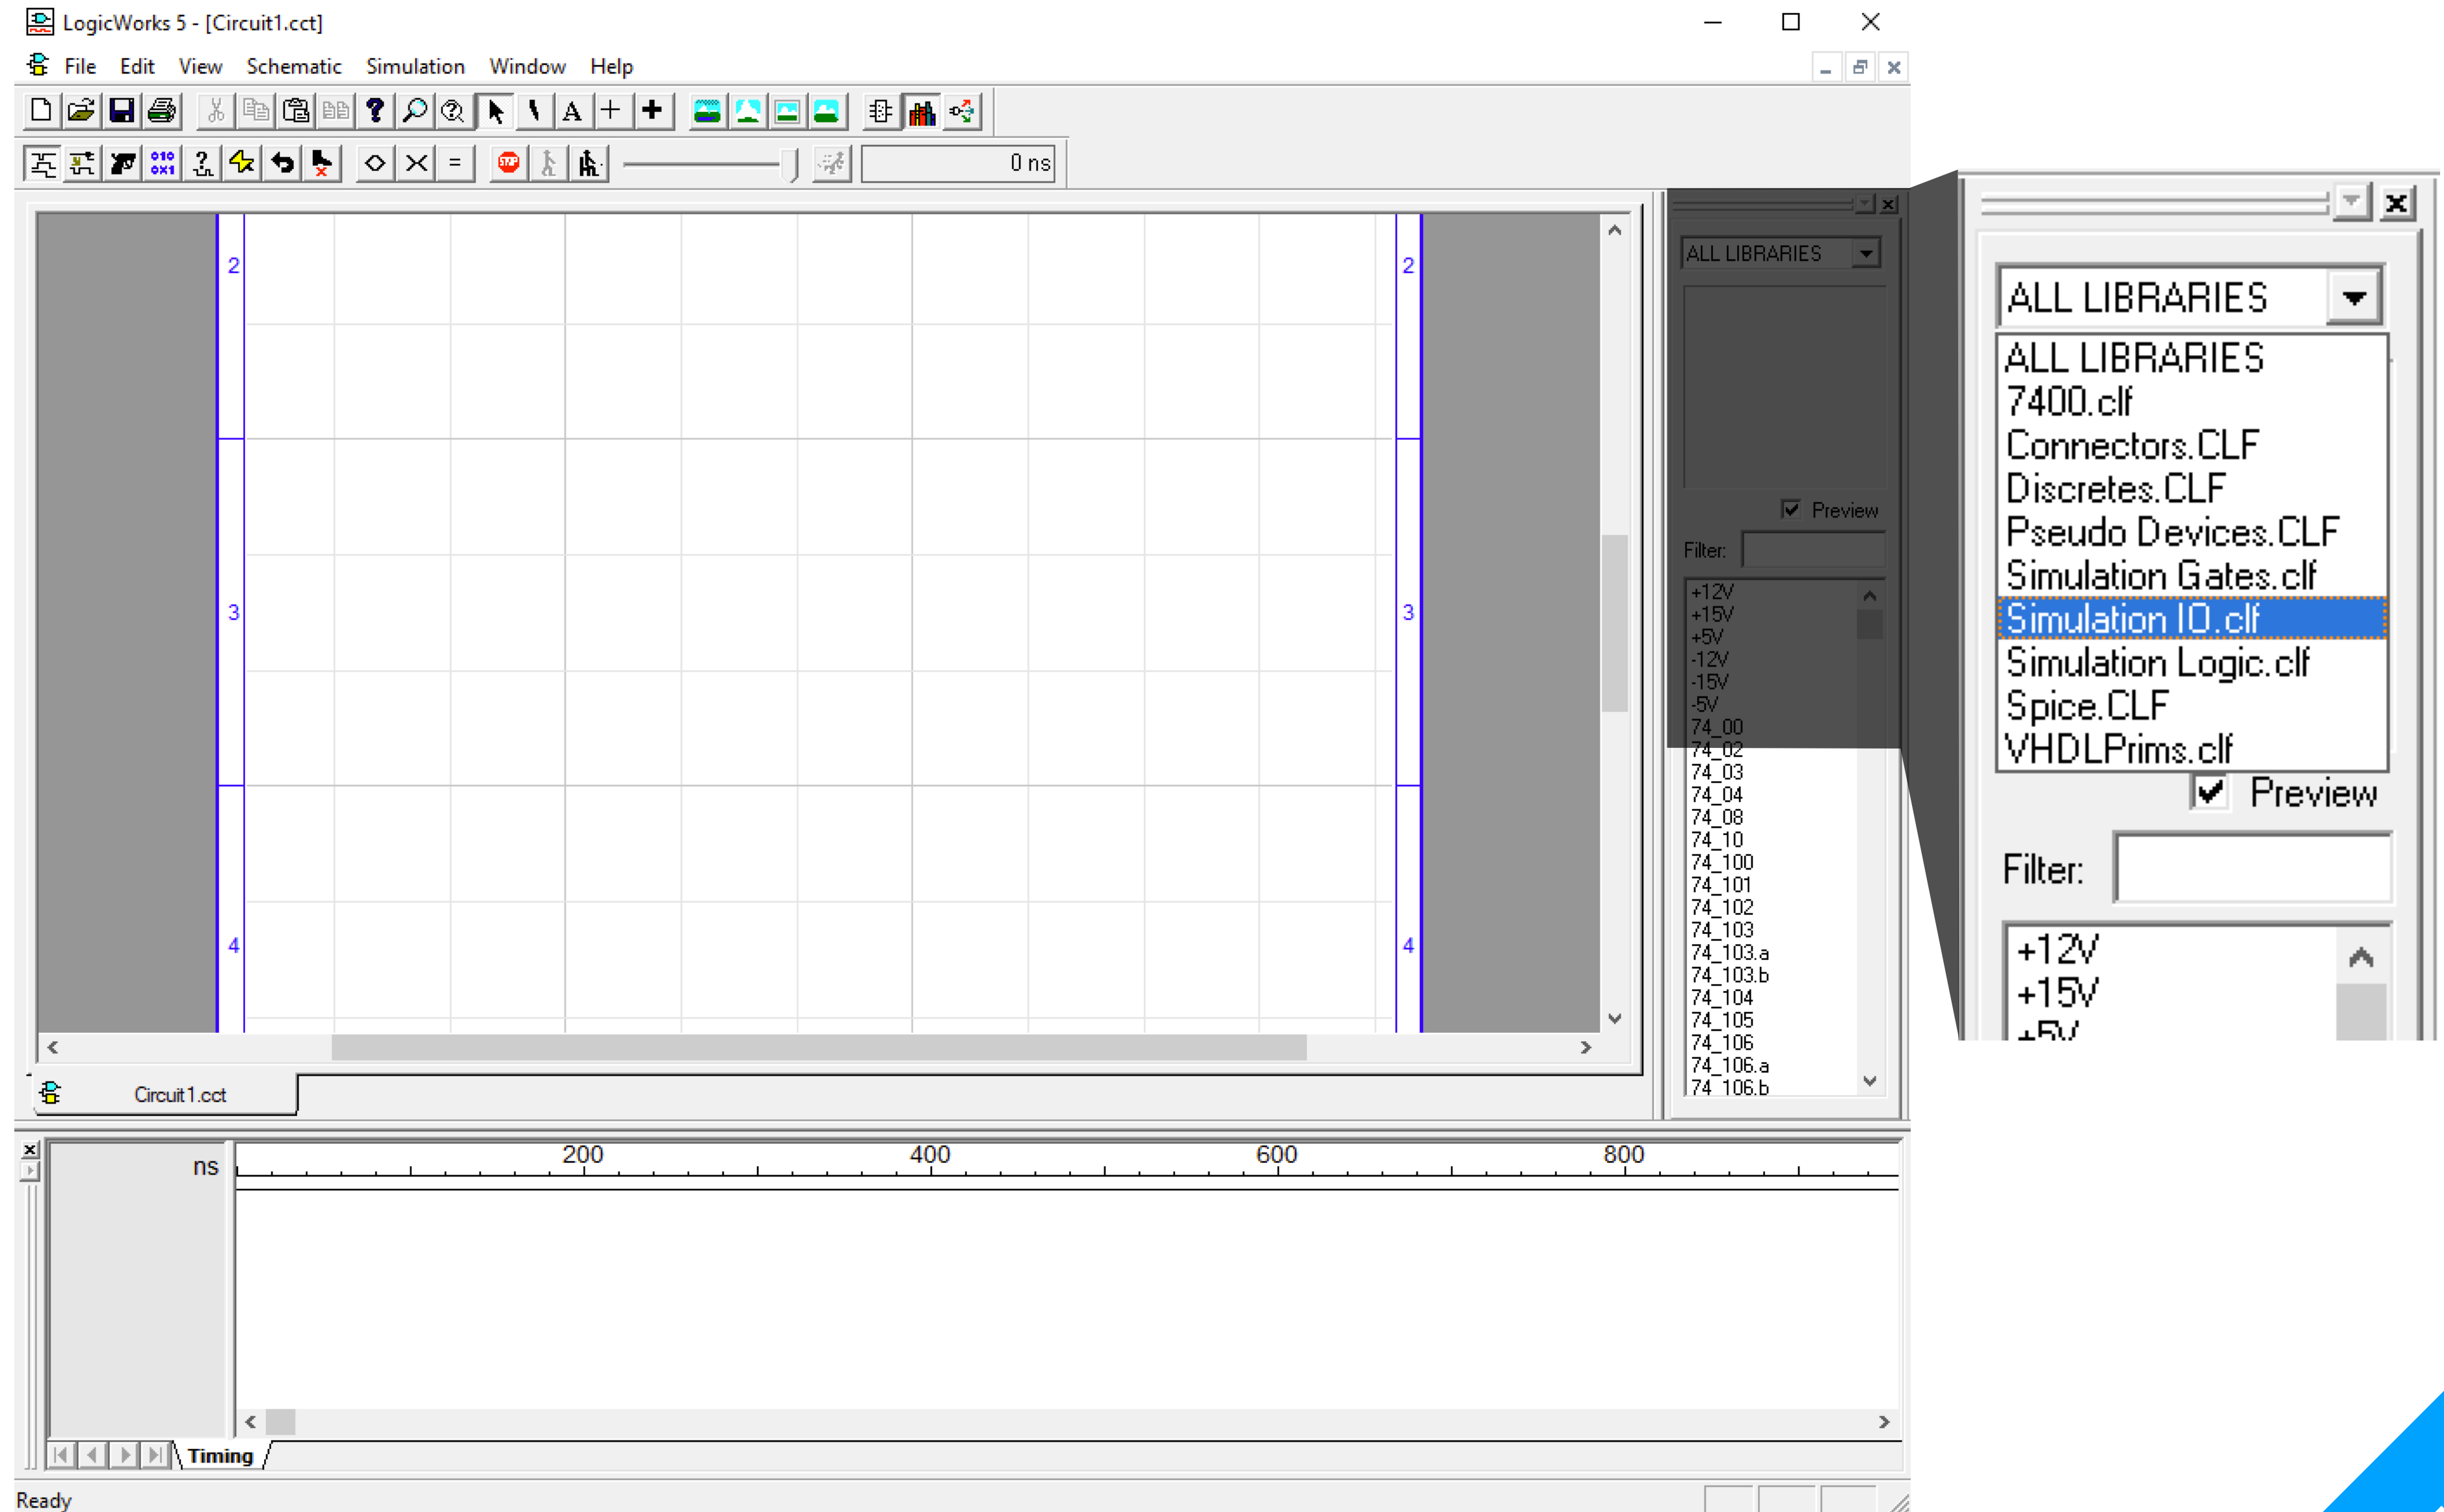 LogicWorks 5 - [Circuit1.cct]
File Edit View Schematic Simulation Window Help
STOP
0 ns
2
2
3
3
4
4
ALL LIBRARIES
Preview
Filter:
+12V
+15V
+5V
-12V
-15V
-5V
74_00
74_02
74_03
74_04
74_08
74_10
74_100
74_101
74_102
74_103
74_103.a
74_103.b
74_104
74_105
74_106
74_106.a
74_106.b
Circuit1.cct
ns 200 400 600 800
Timing
Ready
ALL LIBRARIES
ALL LIBRARIES
7400.clf
Connectors.CLF
Discretes.CLF
Pseudo Devices.CLF
Simulation Gates.clf
Simulation IO.clf
Simulation Logic.clf
Spice.CLF
VHDLPrims.clf
Preview
Filter:
+12V
+15V
+5V